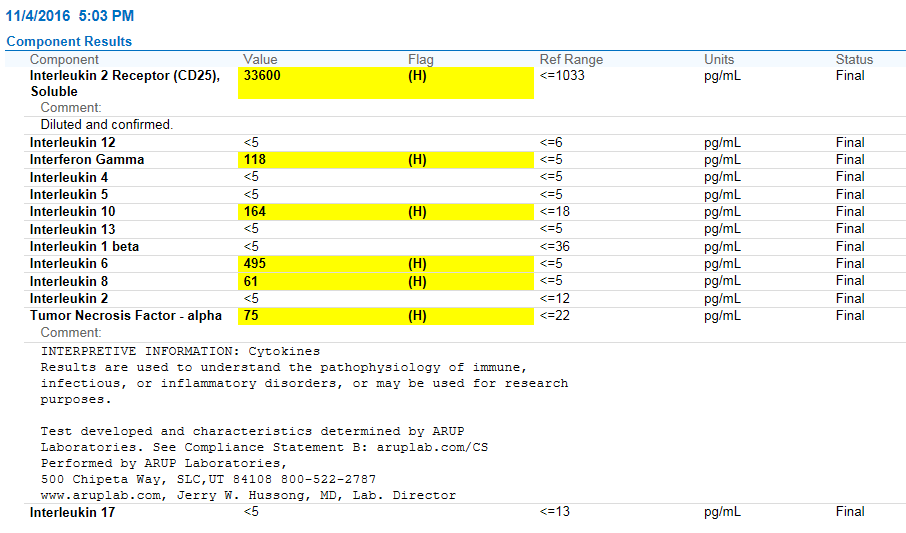 11/4/2016 5:03 PM
Component Results
Component Value Flag Ref Range Units Status
Interleukin 2 Receptor (CD25), 33600 (H) <=1033 pg/mL Final
Soluble
Comment:
Diluted and confirmed.
Interleukin 12 <5 <=6 pg/mL Final
Interferon Gamma 118 (H) <=5 pg/mL Final
Interleukin 4 <5 <=5 pg/mL Final
Interleukin 5 <5 <=5 pg/mL Final
Interleukin 10 164 (H) <=18 pg/mL Final
Interleukin 13 <5 <=5 pg/mL Final
Interleukin 1 beta <5 <=36 pg/mL Final
Interleukin 6 495 (H) <=5 pg/mL Final
Interleukin 8 61 (H) <=5 pg/mL Final
Interleukin 2 <5 <=12 pg/mL Final
Tumor Necrosis Factor - alpha 75 (H) <=22 pg/mL Final
Comment:
INTERPRETIVE INFORMATION: Cytokines
Results are used to understand the pathophysiology of immune,
infectious, or inflammatory disorders, or may be used for research
purposes.
Test developed and characteristics determined by ARUP
Laboratories. See Compliance Statement B: aruplab.com/CS
Performed by ARUP Laboratories,
500 Chipeta Way, SLC,UT 84108 800-522-2787
www.aruplab.com, Jerry W. Hussong, MD, Lab. Director
Interleukin 17 <5 <=13 pg/mL Final